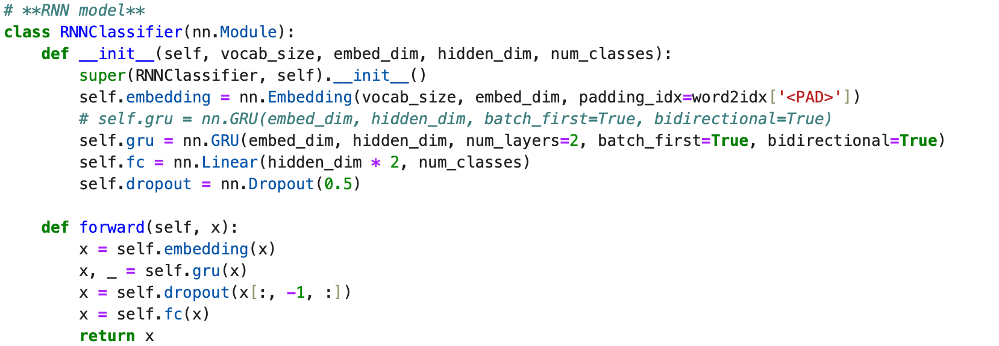 # **RNN model**
class RNNClassifier(nn.Module):
    def __init__(self, vocab_size, embed_dim, hidden_dim, num_classes):
        super(RNNClassifier, self).__init__()
        self.embedding = nn.Embedding(vocab_size, embed_dim, padding_idx=word2idx['<PAD>'])
        # self.gru = nn.GRU(embed_dim, hidden_dim, batch_first=True, bidirectional=True)
        self.gru = nn.GRU(embed_dim, hidden_dim, num_layers=2, batch_first=True, bidirectional=True)
        self.fc = nn.Linear(hidden_dim * 2, num_classes)
        self.dropout = nn.Dropout(0.5)

    def forward(self, x):
        x = self.embedding(x)
        x, _ = self.gru(x)
        x = self.dropout(x[:, -1, :])
        x = self.fc(x)
        return x